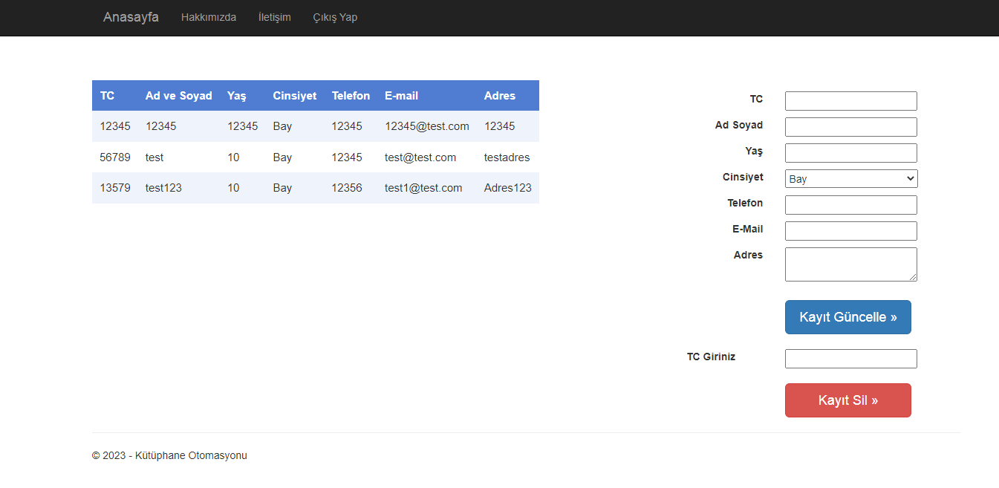 Anasayfa Hakkımızda İletişim Çıkış Yap
TC Ad ve Soyad Yaş Cinsiyet Telefon E-mail Adres
12345 12345 12345 Bay 12345 12345@test.com 12345
56789 test 10 Bay 12345 test@test.com testadres
13579 test123 10 Bay 12356 test1@test.com Adres123
TC
Ad Soyad
Yaş
Cinsiyet Bay
Telefon
E-Mail
Adres
Kayıt Güncelle »
TC Giriniz
Kayıt Sil »
© 2023 - Kütüphane Otomasyonu